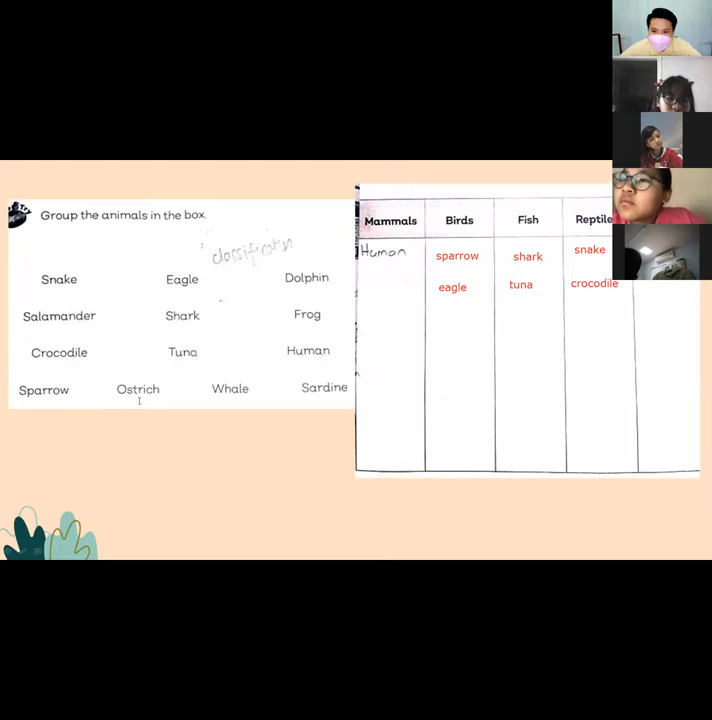 Group the animals in the box.
classification
Snake Eagle Dolphin
Salamander Shark Frog
Crocodile Tuna Human
Sparrow Ostrich Whale Sardine
Mammals Birds Fish Reptile
Human sparrow shark snake
eagle tuna crocodile